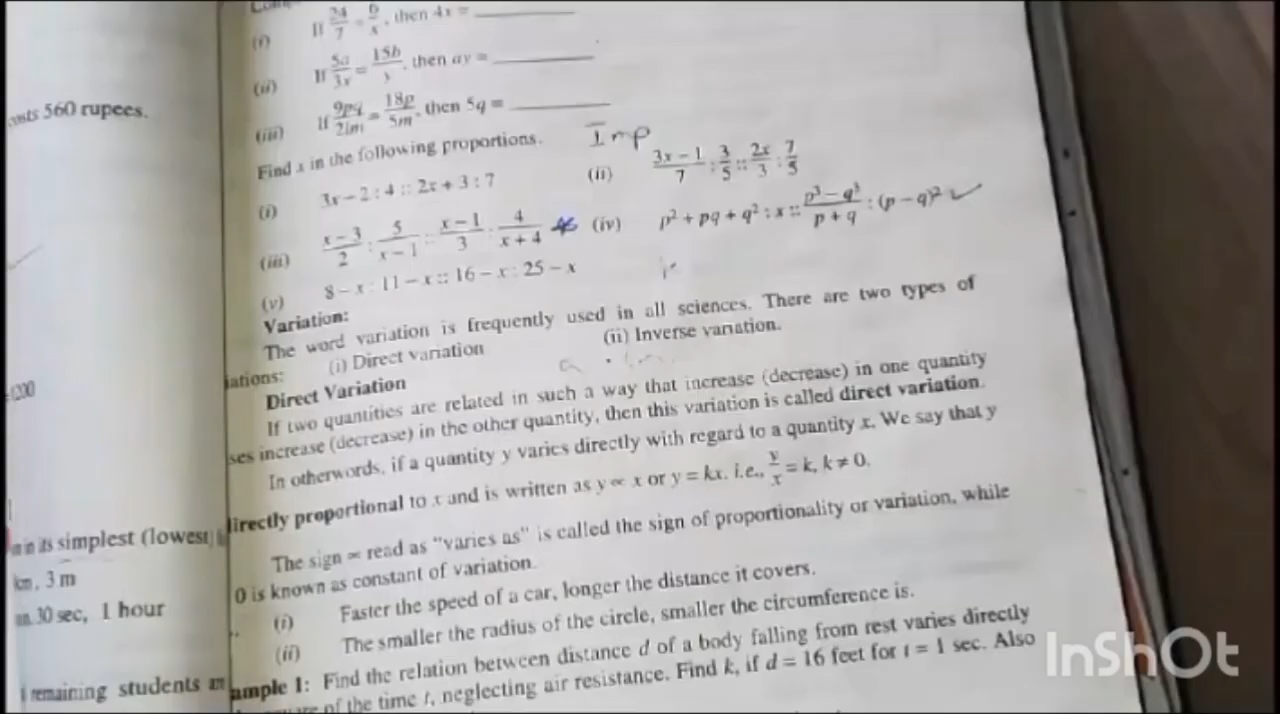 (i) If 24/7 = 6/x, then 4x = ________
(ii) If 5a/3x = 15b/y, then ay = ________
(iii) If 9pq/2lm = 18p/5m, then 5q = ________
Find x in the following proportions. Imp
(i) 3x – 2 : 4 :: 2x + 3 : 7 (ii) 3x – 1/7 : 3/5 :: 2x/3 : 7/5
(iii) x – 3/2 : 5/x – 1 :: x – 1/3 : 4/x + 4 (iv) p² + pq + q² : x :: p³ – q³/p + q : (p – q)² ✓
(v) 8 – x : 11 – x :: 16 – x : 25 – x
Variation:
The word variation is frequently used in all sciences. There are two types of
iations: (i) Direct variation (ii) Inverse variation.
Direct Variation
If two quantities are related in such a way that increase (decrease) in one quantity
ses increase (decrease) in the other quantity, then this variation is called direct variation.
In otherwords, if a quantity y varies directly with regard to a quantity x. We say that y
directly proportional to x and is written as y ∝ x or y = kx. i.e., y/x = k, k ≠ 0.
The sign ∝ read as "varies as" is called the sign of proportionality or variation, while
0 is known as constant of variation.
(i) Faster the speed of a car, longer the distance it covers.
(ii) The smaller the radius of the circle, smaller the circumference is.
ample 1: Find the relation between distance d of a body falling from rest varies directly
of the time t, neglecting air resistance. Find k, if d = 16 feet for t = 1 sec. Also
560 rupees.
1200
in its simplest (lowest)
km, 3 m
30 sec, 1 hour
remaining students
InShOt